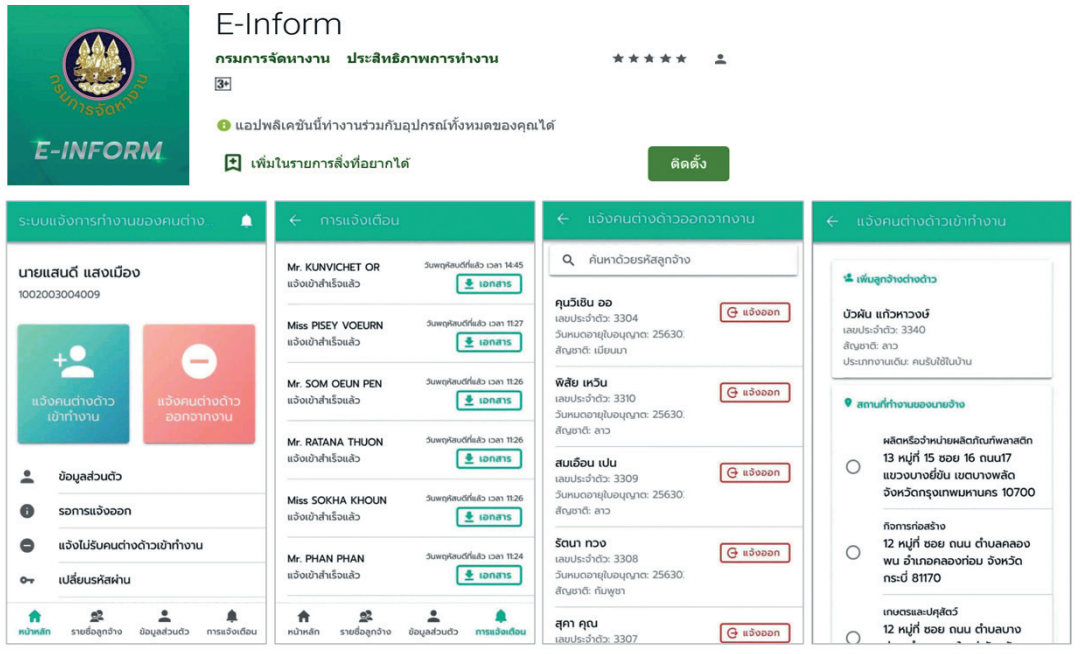 กรมการจัดหางาน
E-INFORM
E-Inform
กรมการจัดหางาน ประสิทธิภาพการทำงาน
3+
แอปพลิเคชันนี้ทำงานร่วมกับอุปกรณ์ทั้งหมดของคุณได้
เพิ่มในรายการสิ่งที่อยากได้
ติดตั้ง
ระบบแจ้งการทำงานของคนต่าง
นายแสนดี แสงเมือง
1002003004009
แจ้งคนต่างด้าว
เข้าทำงาน
แจ้งคนต่างด้าว
ออกจากงาน
ข้อมูลส่วนตัว
รอการแจ้งออก
แจ้งไม่รับคนต่างด้าวเข้าทำงาน
เปลี่ยนรหัสผ่าน
หน้าหลัก รายชื่อลูกจ้าง ข้อมูลส่วนตัว การแจ้งเตือน
การแจ้งเตือน
Mr. KUNVICHET OR วันพฤหัสบดีที่แล้ว เวลา 14:45
แจ้งเข้าสำเร็จแล้ว เอกสาร
Miss PISEY VOEURN วันพฤหัสบดีที่แล้ว เวลา 11:27
แจ้งเข้าสำเร็จแล้ว เอกสาร
Mr. SOM OEUN PEN วันพฤหัสบดีที่แล้ว เวลา 11:26
แจ้งเข้าสำเร็จแล้ว เอกสาร
Mr. RATANA THUON วันพฤหัสบดีที่แล้ว เวลา 11:26
แจ้งเข้าสำเร็จแล้ว เอกสาร
Miss SOKHA KHOUN วันพฤหัสบดีที่แล้ว เวลา 11:26
แจ้งเข้าสำเร็จแล้ว เอกสาร
Mr. PHAN PHAN วันพฤหัสบดีที่แล้ว เวลา 11:24
แจ้งเข้าสำเร็จแล้ว เอกสาร
หน้าหลัก รายชื่อลูกจ้าง ข้อมูลส่วนตัว การแจ้งเตือน
แจ้งคนต่างด้าวออกจากงาน
ค้นหาด้วยรหัสลูกจ้าง
คุนวิเชิน ออ
เลขประจำตัว: 3304 แจ้งออก
วันหมดอายุใบอนุญาต: 25630
สัญชาติ: เมียนมา
พิสัย เหวิน
เลขประจำตัว: 3310 แจ้งออก
วันหมดอายุใบอนุญาต: 25630
สัญชาติ: ลาว
สมเอือน เปน
เลขประจำตัว: 3309 แจ้งออก
วันหมดอายุใบอนุญาต: 25630
สัญชาติ: ลาว
รัตนา ทวง
เลขประจำตัว: 3308 แจ้งออก
วันหมดอายุใบอนุญาต: 25630
สัญชาติ: กัมพูชา
สุคา คุณ
เลขประจำตัว: 3307 แจ้งออก
แจ้งคนต่างด้าวเข้าทำงาน
เพิ่มลูกจ้างต่างด้าว
บัวผัน แก้วหาวงษ์
เลขประจำตัว: 3340
สัญชาติ: ลาว
ประเภทงานเดิม: คนรับใช้ในบ้าน
สถานที่ทำงานของนายจ้าง
ผลิตหรือจำหน่ายผลิตภัณฑ์พลาสติก
13 หมู่ที่ 15 ซอย 16 ถนน17
แขวงบางยี่ขัน เขตบางพลัด
จังหวัดกรุงเทพมหานคร 10700
กิจการก่อสร้าง
12 หมู่ที่ ซอย ถนน ตำบลคลอง
พน อำเภอคลองท่อม จังหวัด
กระบี่ 81170
เกษตรและปศุสัตว์
12 หมู่ที่ ซอย ถนน ตำบลบาง